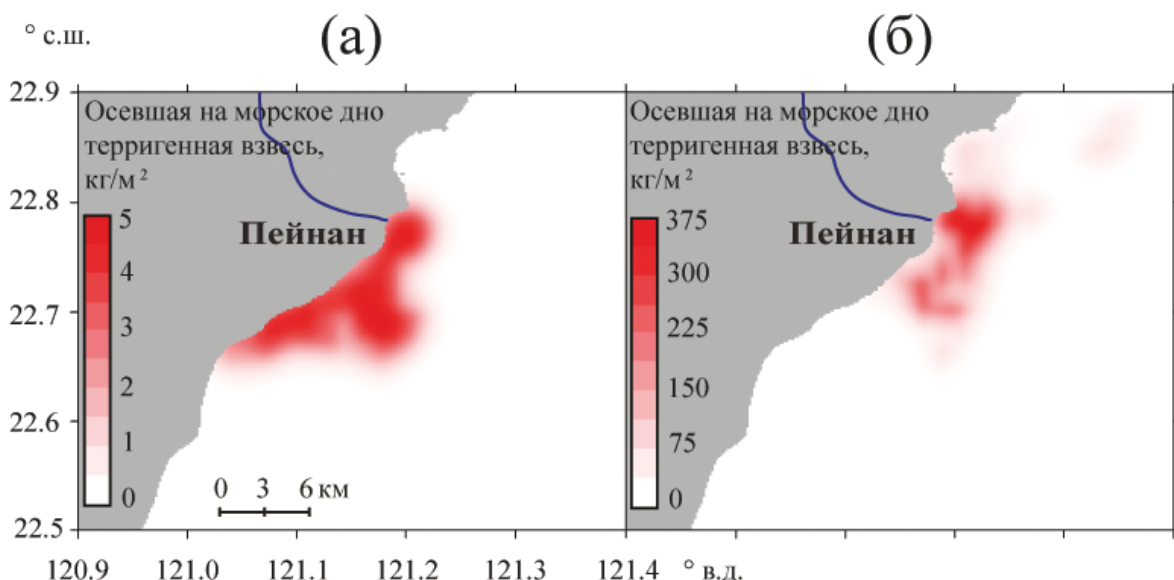 ° с.ш.
(а)
(б)
22.9
22.8
22.7
22.6
22.5
Осевшая на морское дно
терригенная взвесь,
кг/м²
5
4
3
2
1
0
Пейнан
0 3 6 км
Осевшая на морское дно
терригенная взвесь,
кг/м²
375
300
225
150
75
0
Пейнан
120.9 121.0 121.1 121.2 121.3 121.4 ° в.д.